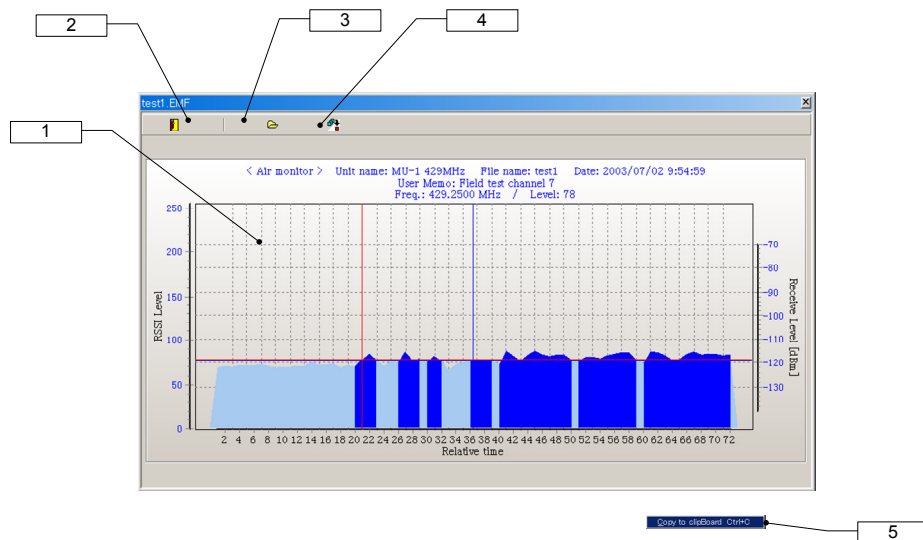 2
3
4
1
test1.EMF
< Air monitor > Unit name: MU-1 429MHz File name: test1 Date: 2003/07/02 9:54:59
User Memo: Field test channel 7
Freq.: 429.2500 MHz / Level: 78
250
200
150
100
50
0
RSSI Level
-70
-80
-90
-100
-110
-120
-130
Receive Level [dBm]
2 4 6 8 10 12 14 16 18 20 22 24 26 28 30 32 34 36 38 40 42 44 46 48 50 52 54 56 58 60 62 64 66 68 70 72
Relative time
Copy to clipBoard Ctrl+C
5